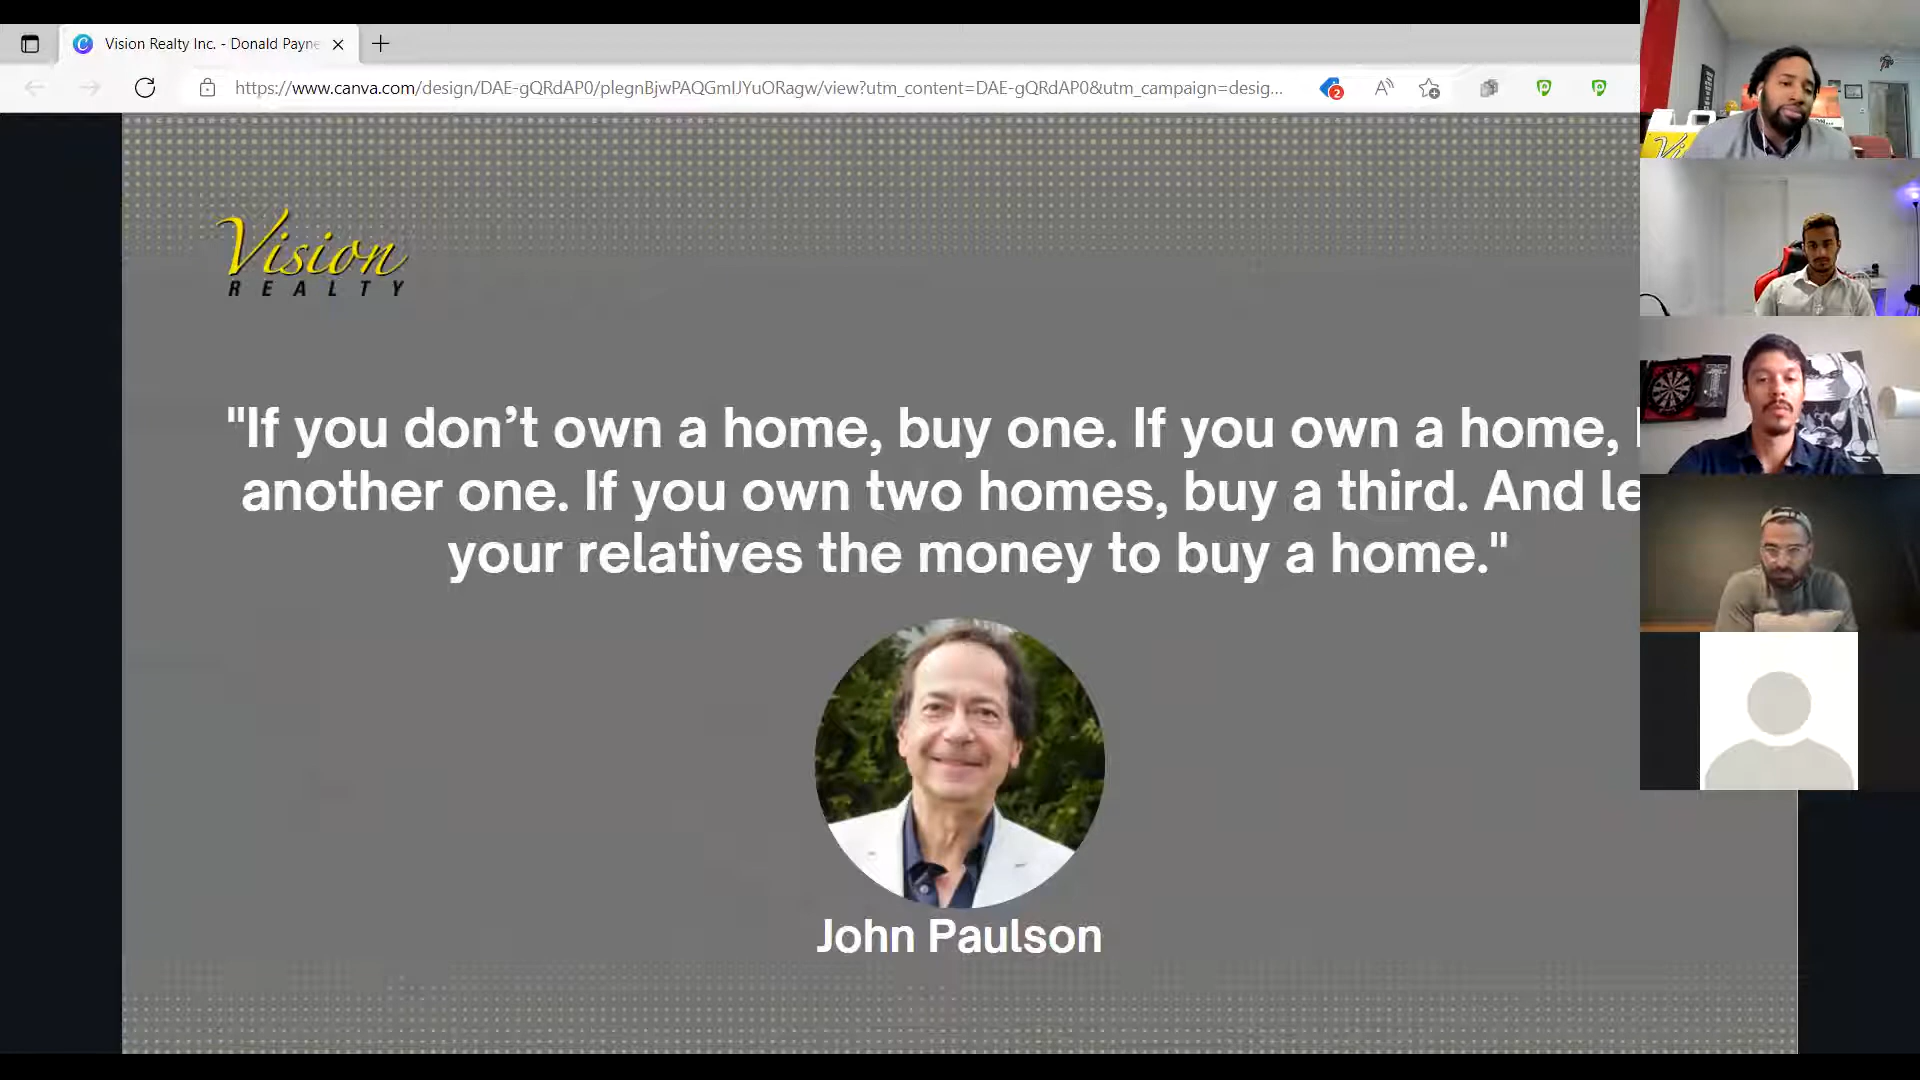 Vision Realty Inc. - Donald Payne
https://www.canva.com/design/DAE-gQRdAP0/plegnBjwPAQGmIJYuORagw/view?utm_content=DAE-gQRdAP0&utm_campaign=desig...
2
Vision
REALTY
"If you don’t own a home, buy one. If you own a home,
another one. If you own two homes, buy a third. And le
your relatives the money to buy a home."
John Paulson